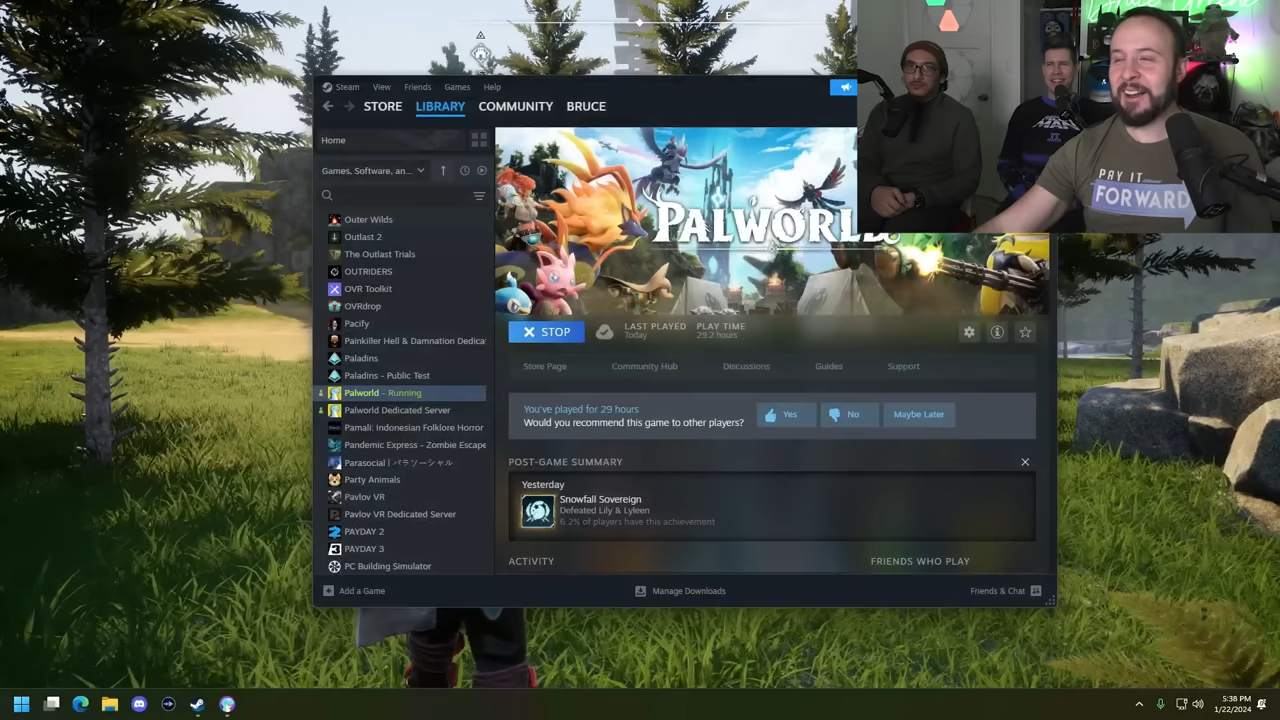 N
E
Steam View Friends Games Help
STORE LIBRARY COMMUNITY BRUCE
Home
Games, Software, an...
Outer Wilds
Outlast 2
The Outlast Trials
OUTRIDERS
OVR Toolkit
OVRdrop
Pacify
Painkiller Hell & Damnation Dedica
Paladins
Paladins - Public Test
Palworld - Running
Palworld Dedicated Server
Pamali: Indonesian Folklore Horror
Pandemic Express - Zombie Escape
Parasocial | パラソーシャル
Party Animals
Pavlov VR
Pavlov VR Dedicated Server
PAYDAY 2
PAYDAY 3
PC Building Simulator
Add a Game
PALWORLD
STOP
LAST PLAYED
Today
PLAY TIME
29.2 hours
Store Page Community Hub Discussions Guides Support
You've played for 29 hours
Would you recommend this game to other players?
Yes No Maybe Later
POST-GAME SUMMARY
Yesterday
Snowfall Sovereign
Defeated Lily & Lyleen
6.2% of players have this achievement
ACTIVITY
FRIENDS WHO PLAY
Manage Downloads
Friends & Chat
PAY IT
FORWARD
5:38 PM
1/22/2024